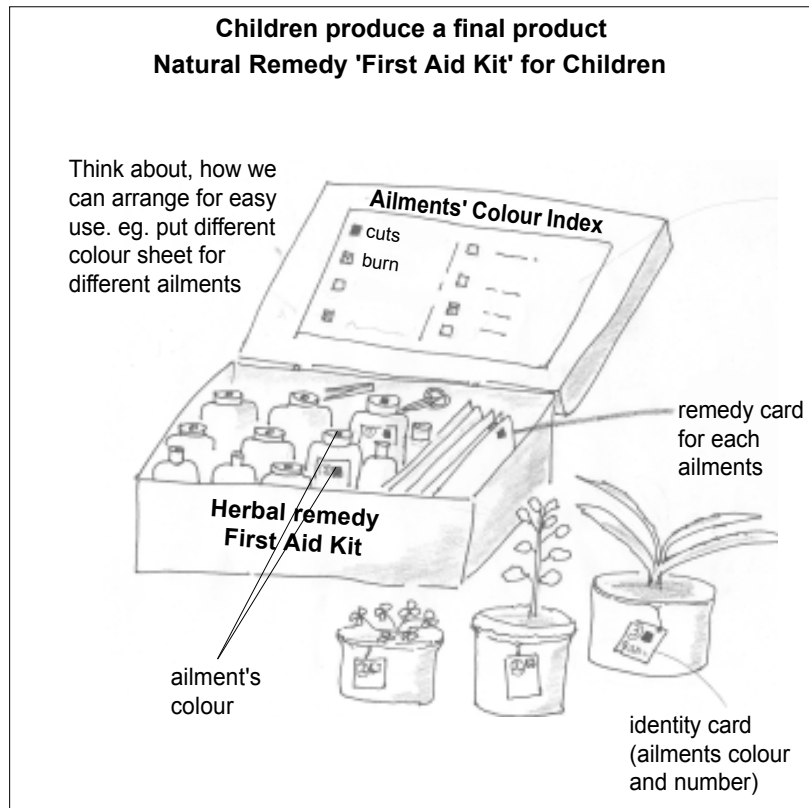 Children produce a final product
Natural Remedy 'First Aid Kit' for Children
Think about, how we
can arrange for easy
use. eg. put different
colour sheet for
different ailments
Ailments' Colour Index
cuts
burn
remedy card
for each
ailments
Herbal remedy
First Aid Kit
ailment's
colour
identity card
(ailments colour
and number)